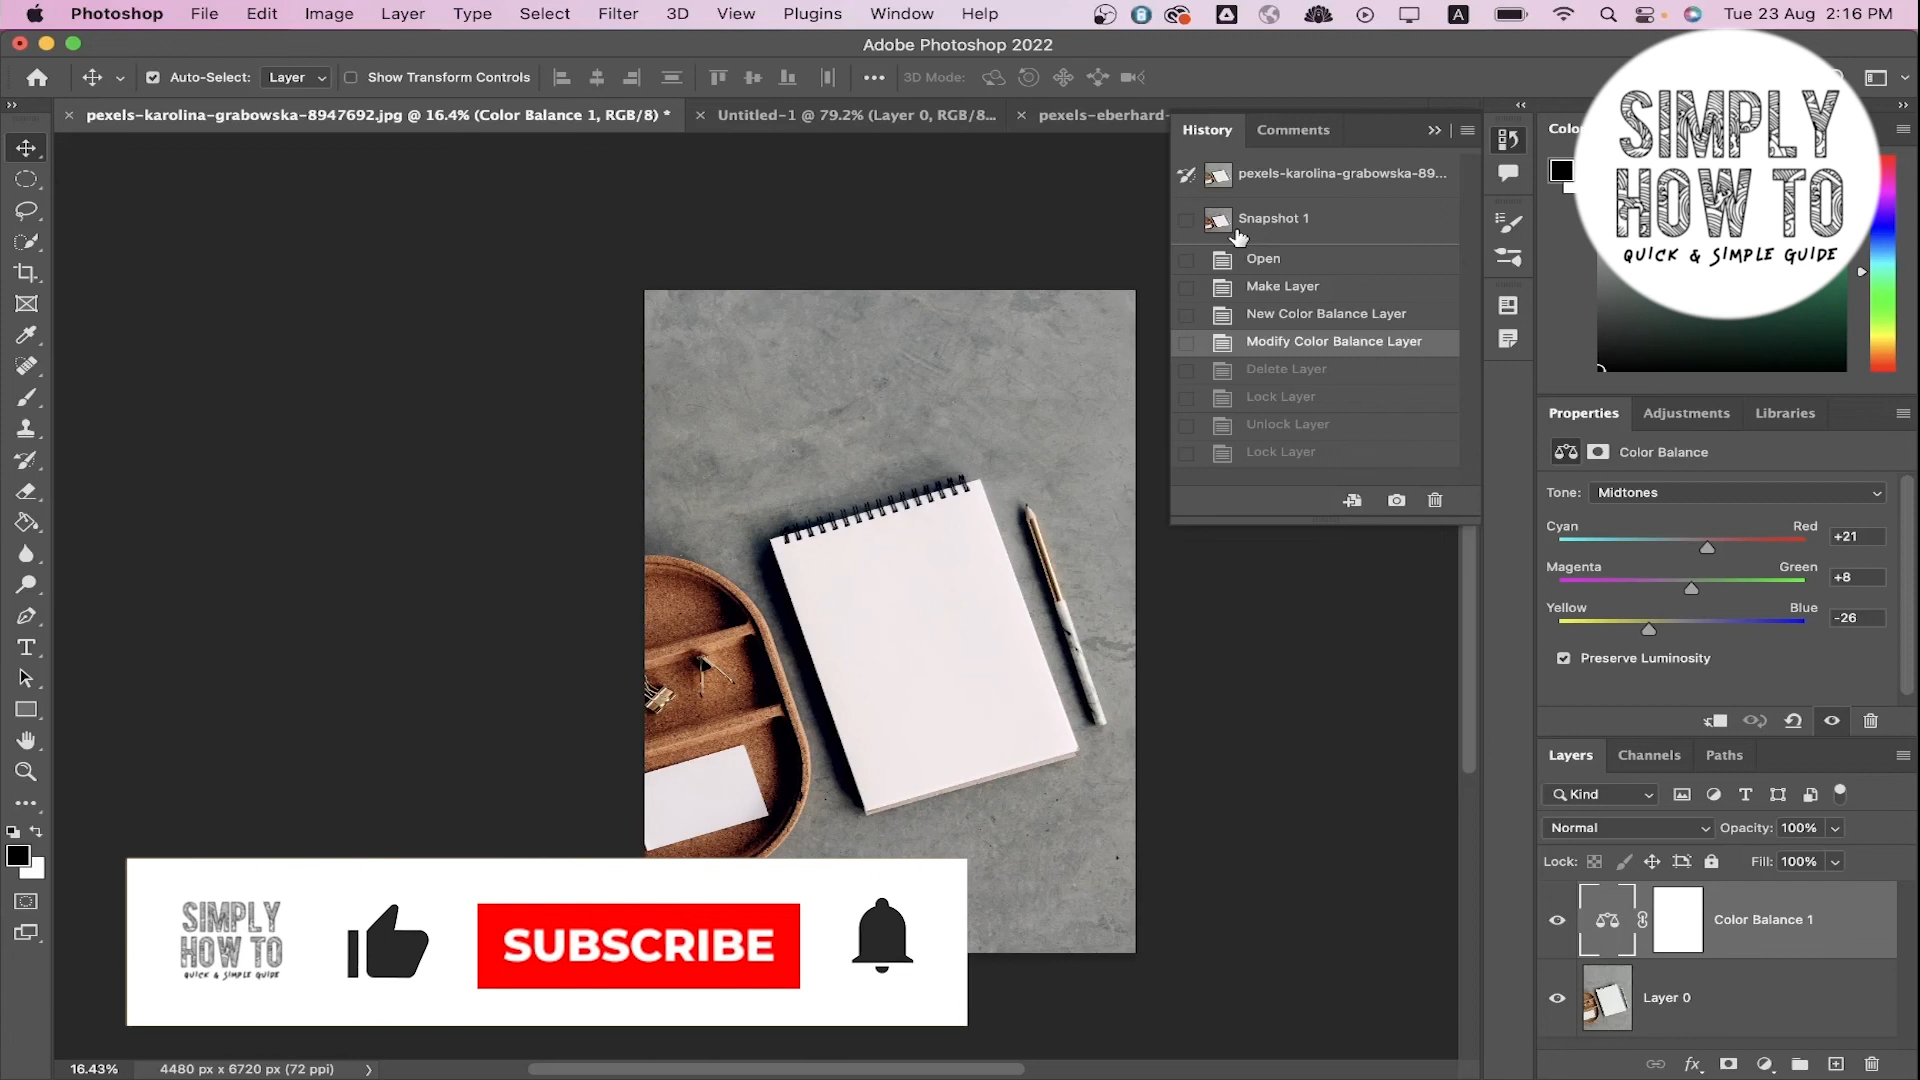 Photoshop File Edit Image Layer Type Select Filter 3D View Plugins Window Help A Tue 23 Aug 2:16 PM
Adobe Photoshop 2022
Auto-Select: Layer Show Transform Controls 3D Mode:
pexels-karolina-grabowska-8947692.jpg @ 16.4% (Color Balance 1, RGB/8) * Untitled-1 @ 79.2% (Layer 0, RGB/8... pexels-eberhard-
History Comments
pexels-karolina-grabowska-89...
Snapshot 1
Open
Make Layer
New Color Balance Layer
Modify Color Balance Layer
Delete Layer
Lock Layer
Unlock Layer
Lock Layer
SIMPLY
HOW TO
QUICK & SIMPLE GUIDE
Properties Adjustments Libraries
Color Balance
Tone: Midtones
Cyan Red +21
Magenta Green +8
Yellow Blue -26
Preserve Luminosity
Layers Channels Paths
Kind
Normal Opacity: 100%
Lock: Fill: 100%
Color Balance 1
Layer 0
SIMPLY
HOW TO
QUICK & SIMPLE GUIDE
SUBSCRIBE
16.43% 4480 px x 6720 px (72 ppi)